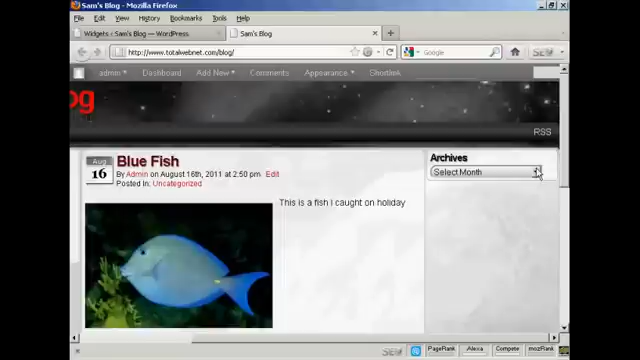 Sam's Blog - Mozilla Firefox
File Edit View History Bookmarks Tools Help
Widgets ‹ Sam's Blog — WordPress
Sam's Blog
http://www.totalwebnet.com/blog/
Google
admin Dashboard Add New Comments Appearance Shortlink
og
RSS
Aug
16
Blue Fish
By Admin on August 16th, 2011 at 2:50 pm Edit
Posted In: Uncategorized
This is a fish I caught on holiday
Archives
Select Month
PageRank Alexa Compete mozRank